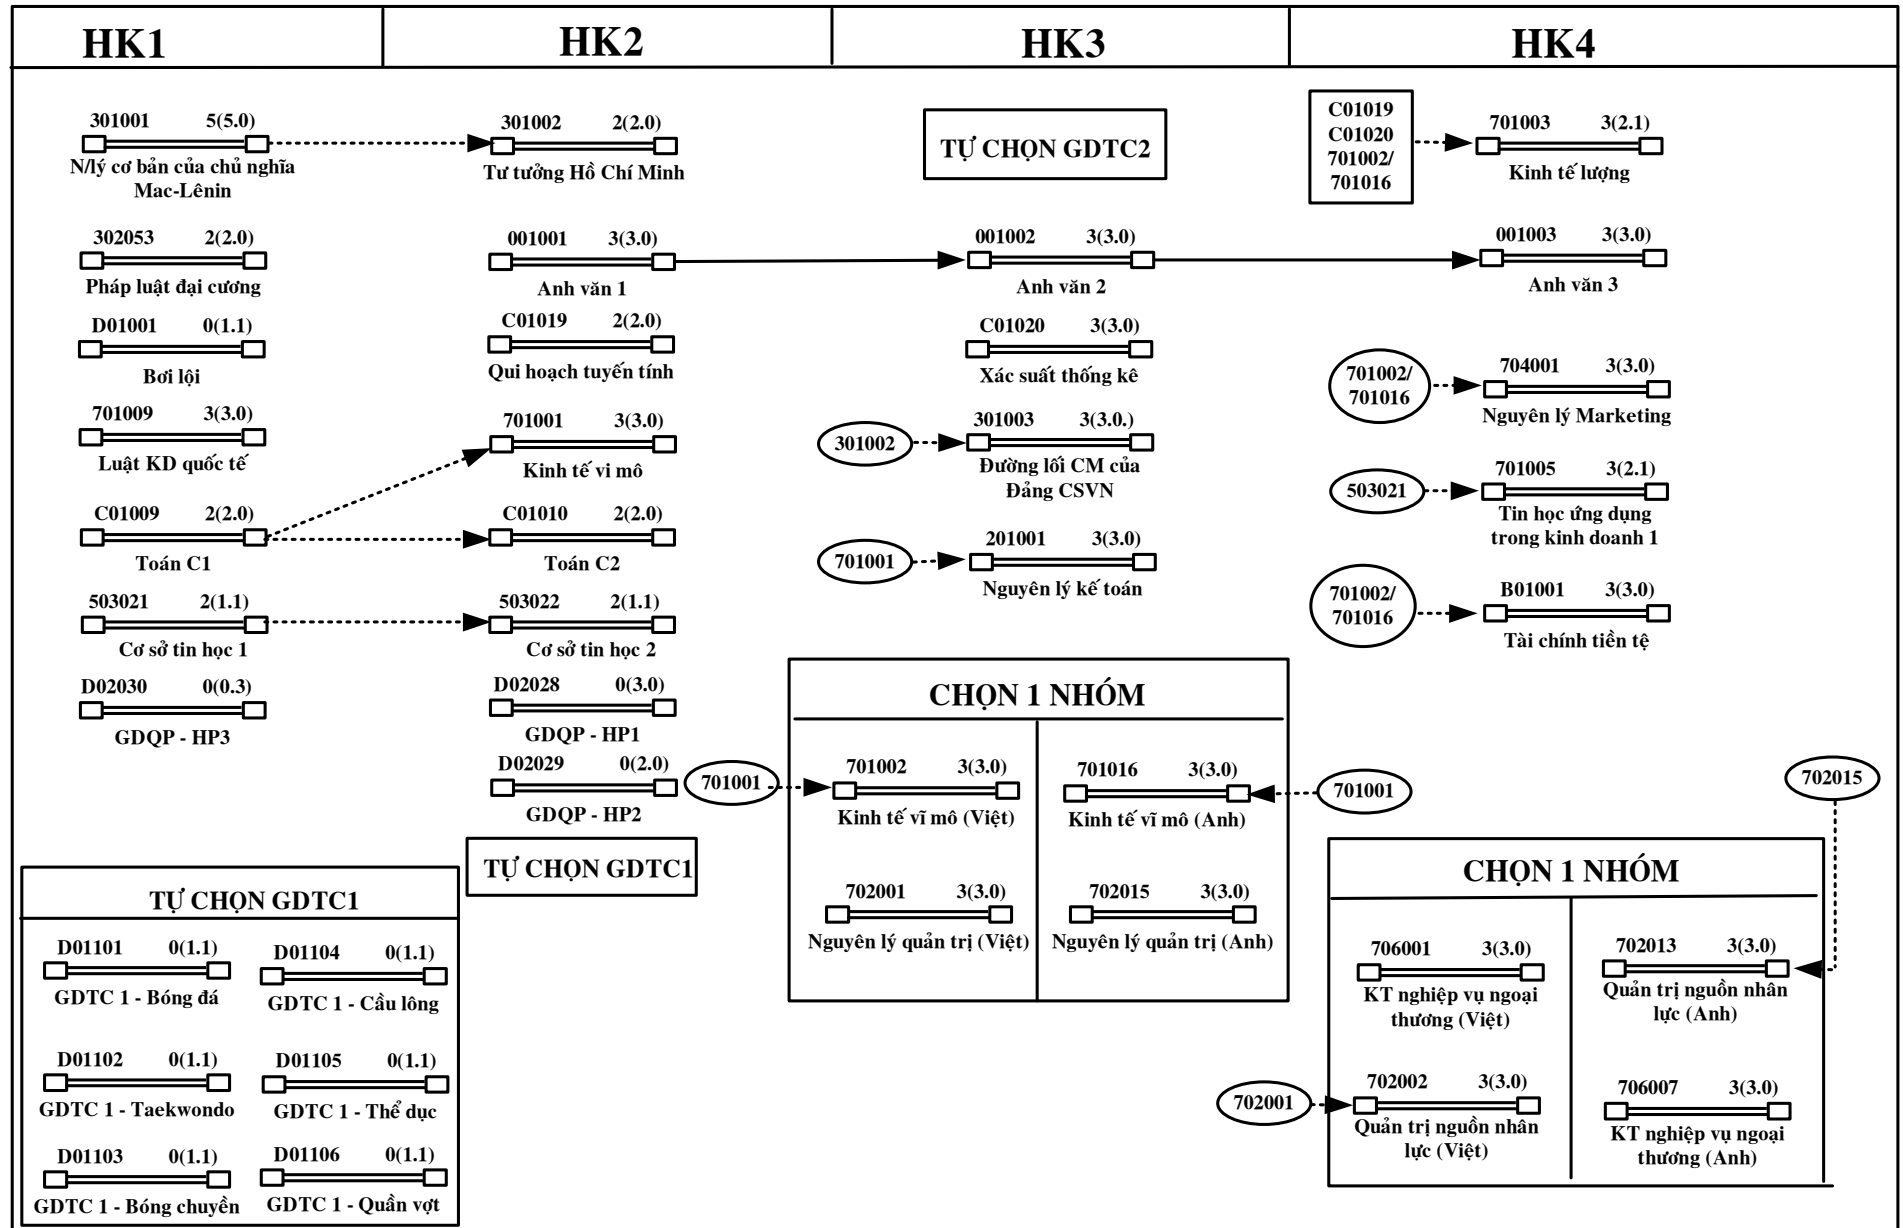 HK1
HK2
HK3
HK4
301001 5(5.0)
N/lý cơ bản của chủ nghĩa
Mac-Lênin
302053 2(2.0)
Pháp luật đại cương
D01001 0(1.1)
Bơi lội
701009 3(3.0)
Luật KD quốc tế
C01009 2(2.0)
Toán C1
503021 2(1.1)
Cơ sở tin học 1
D02030 0(0.3)
GDQP - HP3
TỰ CHỌN GDTC1
D01101 0(1.1)
GDTC 1 - Bóng đá
D01104 0(1.1)
GDTC 1 - Cầu lông
D01102 0(1.1)
GDTC 1 - Taekwondo
D01105 0(1.1)
GDTC 1 - Thể dục
D01103 0(1.1)
GDTC 1 - Bóng chuyền
D01106 0(1.1)
GDTC 1 - Quần vợt
301002 2(2.0)
Tư tưởng Hồ Chí Minh
001001 3(3.0)
Anh văn 1
C01019 2(2.0)
Qui hoạch tuyến tính
701001 3(3.0)
Kinh tế vi mô
C01010 2(2.0)
Toán C2
503022 2(1.1)
Cơ sở tin học 2
D02028 0(3.0)
GDQP - HP1
D02029 0(2.0)
GDQP - HP2
TỰ CHỌN GDTC1
TỰ CHỌN GDTC2
001002 3(3.0)
Anh văn 2
C01020 3(3.0)
Xác suất thống kê
301002
301003 3(3.0.)
Đường lối CM của
Đảng CSVN
701001
201001 3(3.0)
Nguyên lý kế toán
CHỌN 1 NHÓM
701001
701002 3(3.0)
Kinh tế vĩ mô (Việt)
701016 3(3.0)
Kinh tế vĩ mô (Anh)
701001
702001 3(3.0)
Nguyên lý quản trị (Việt)
702015 3(3.0)
Nguyên lý quản trị (Anh)
C01019
C01020
701002/
701016
701003 3(2.1)
Kinh tế lượng
001003 3(3.0)
Anh văn 3
701002/
701016
704001 3(3.0)
Nguyên lý Marketing
503021
701005 3(2.1)
Tin học ứng dụng
trong kinh doanh 1
701002/
701016
B01001 3(3.0)
Tài chính tiền tệ
702015
CHỌN 1 NHÓM
706001 3(3.0)
KT nghiệp vụ ngoại
thương (Việt)
702013 3(3.0)
Quản trị nguồn nhân
lực (Anh)
702001
702002 3(3.0)
Quản trị nguồn nhân
lực (Việt)
706007 3(3.0)
KT nghiệp vụ ngoại
thương (Anh)